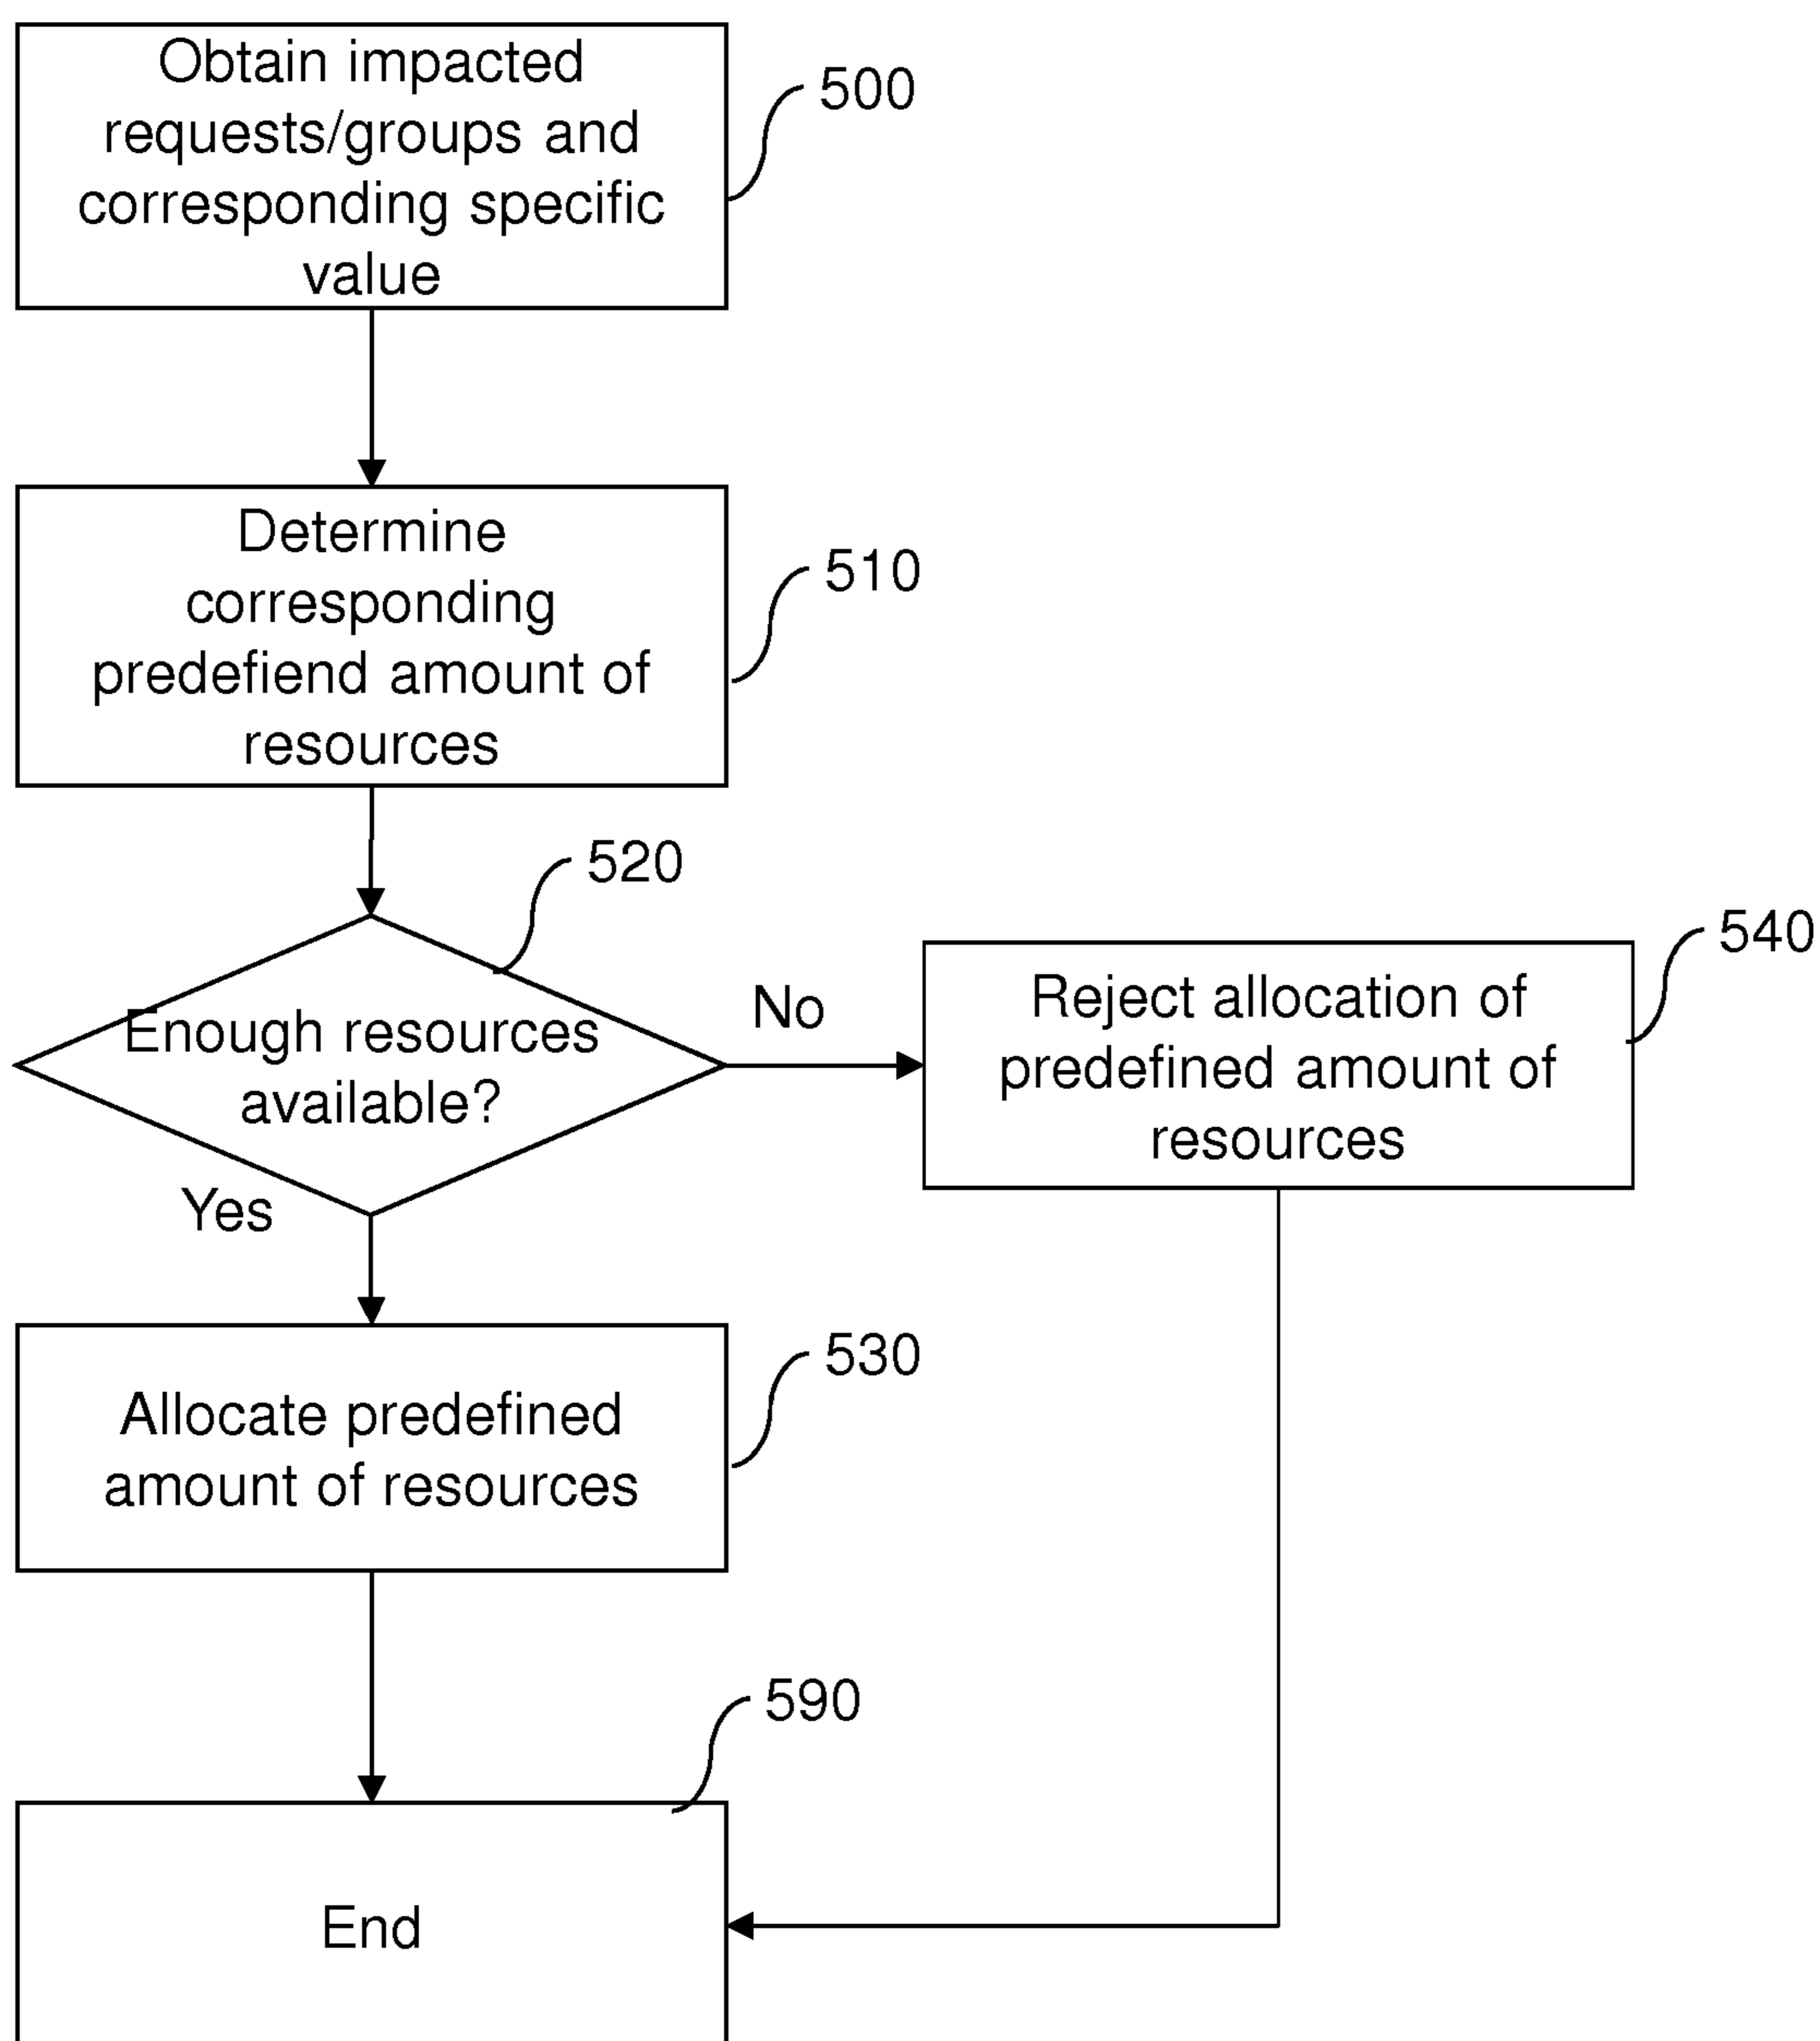 Obtain impacted
requests/groups and
corresponding specific
value
500
Determine
corresponding
predefiend amount of
resources
510
520
Enough resources
available?
No
Yes
Reject allocation of
predefined amount of
resources
540
Allocate predefined
amount of resources
530
590
End